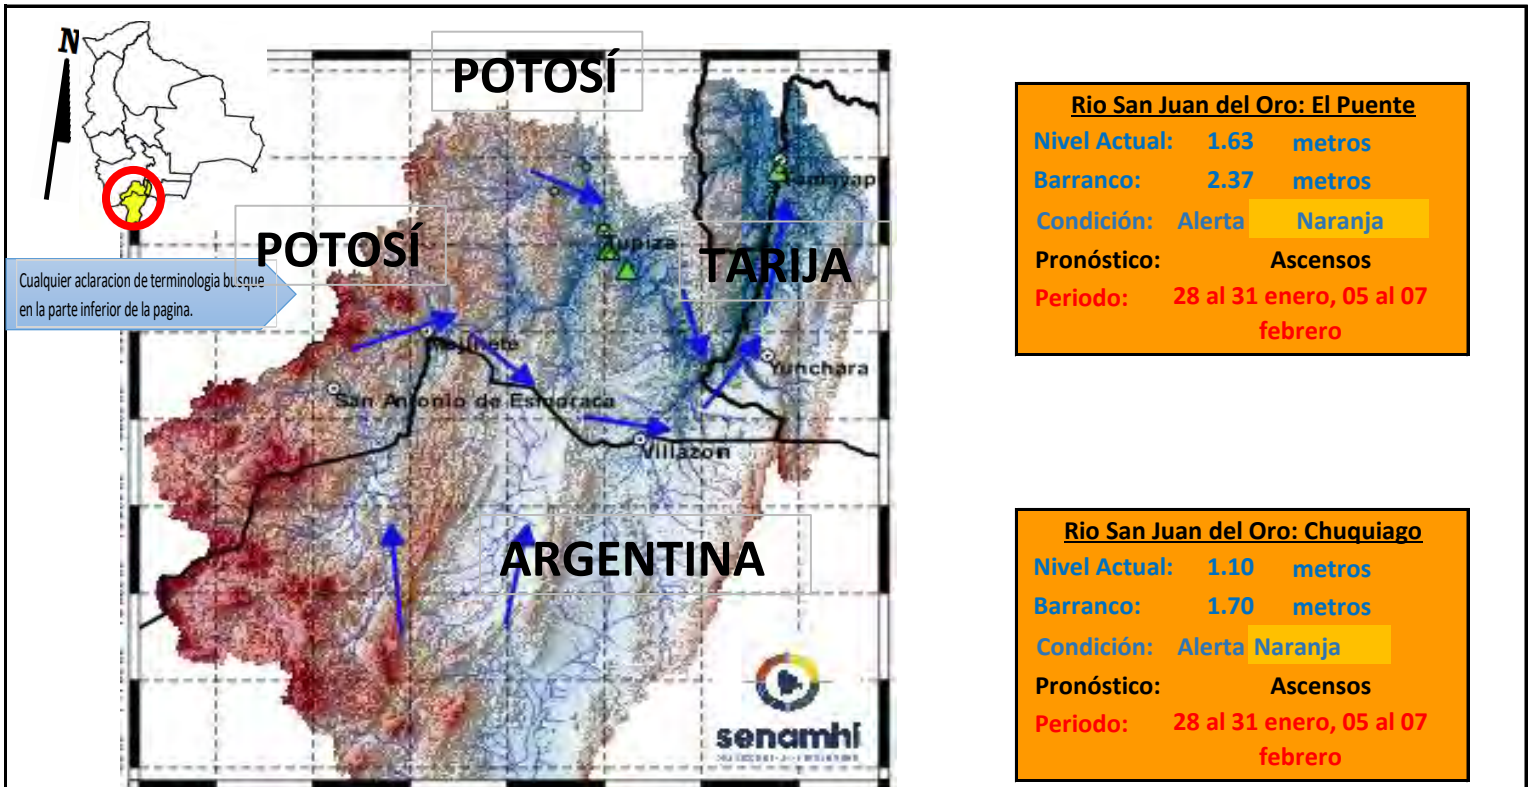 N
POTOSÍ
POTOSÍ
TARIJA
Cualquier aclaracion de terminologia busque
en la parte inferior de la pagina.
Tupiza
Yunchara
San Antonio de Esmoraca
Villazon
ARGENTINA
senamhí
Rio San Juan del Oro: El Puente
Nivel Actual: 1.63 metros
Barranco: 2.37 metros
Condición: Alerta Naranja
Pronóstico: Ascensos
Periodo: 28 al 31 enero, 05 al 07
febrero
Rio San Juan del Oro: Chuquiago
Nivel Actual: 1.10 metros
Barranco: 1.70 metros
Condición: Alerta Naranja
Pronóstico: Ascensos
Periodo: 28 al 31 enero, 05 al 07
febrero